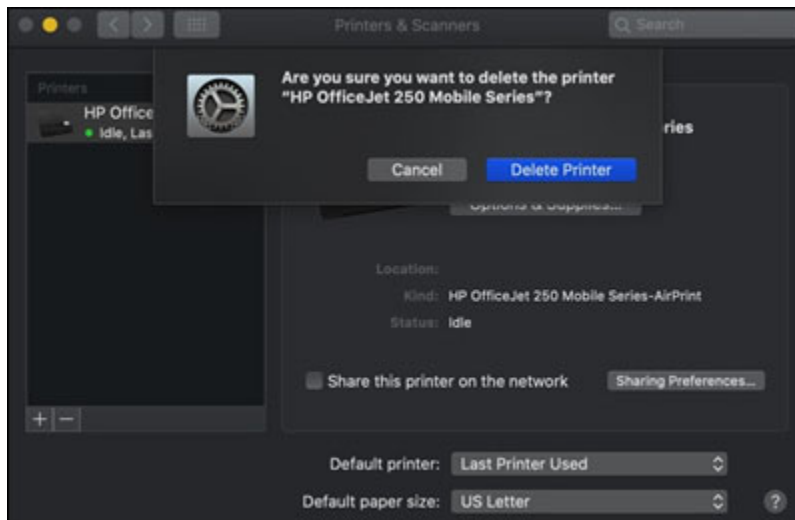 Printers & Scanners
Search
Are you sure you want to delete the printer
"HP OfficeJet 250 Mobile Series"?
Cancel
Delete Printer
Printers
HP Office
Idle, Las
ries
Options & Supplies...
Location:
Kind: HP OfficeJet 250 Mobile Series-AirPrint
Status: Idle
Share this printer on the network
Sharing Preferences...
+ −
Default printer: Last Printer Used
Default paper size: US Letter
?